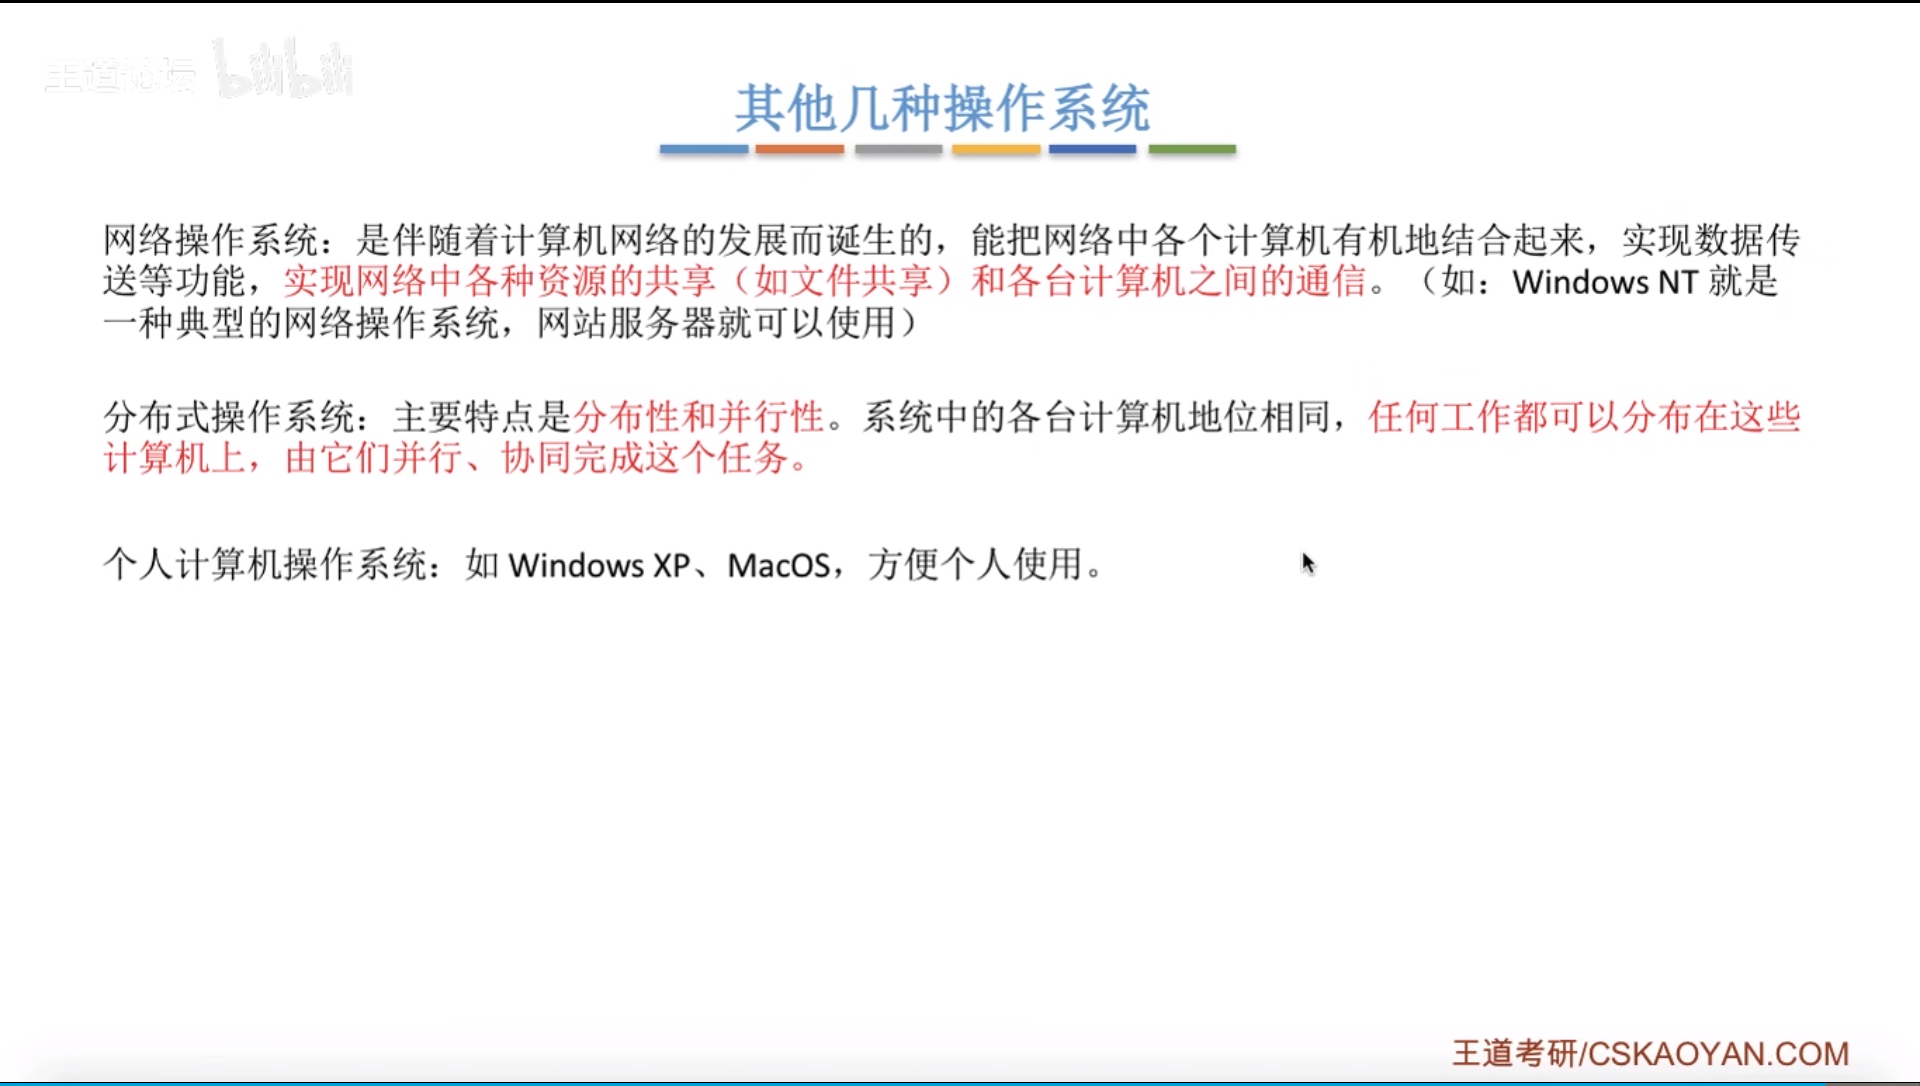 王道论坛 bilibili
其他几种操作系统
网络操作系统：是伴随着计算机网络的发展而诞生的，能把网络中各个计算机有机地结合起来，实现数据传
送等功能，实现网络中各种资源的共享（如文件共享）和各台计算机之间的通信。（如：Windows NT 就是
一种典型的网络操作系统，网站服务器就可以使用）
分布式操作系统：主要特点是分布性和并行性。系统中的各台计算机地位相同，任何工作都可以分布在这些
计算机上，由它们并行、协同完成这个任务。
个人计算机操作系统：如 Windows XP、MacOS，方便个人使用。
王道考研/CSKAOYAN.COM